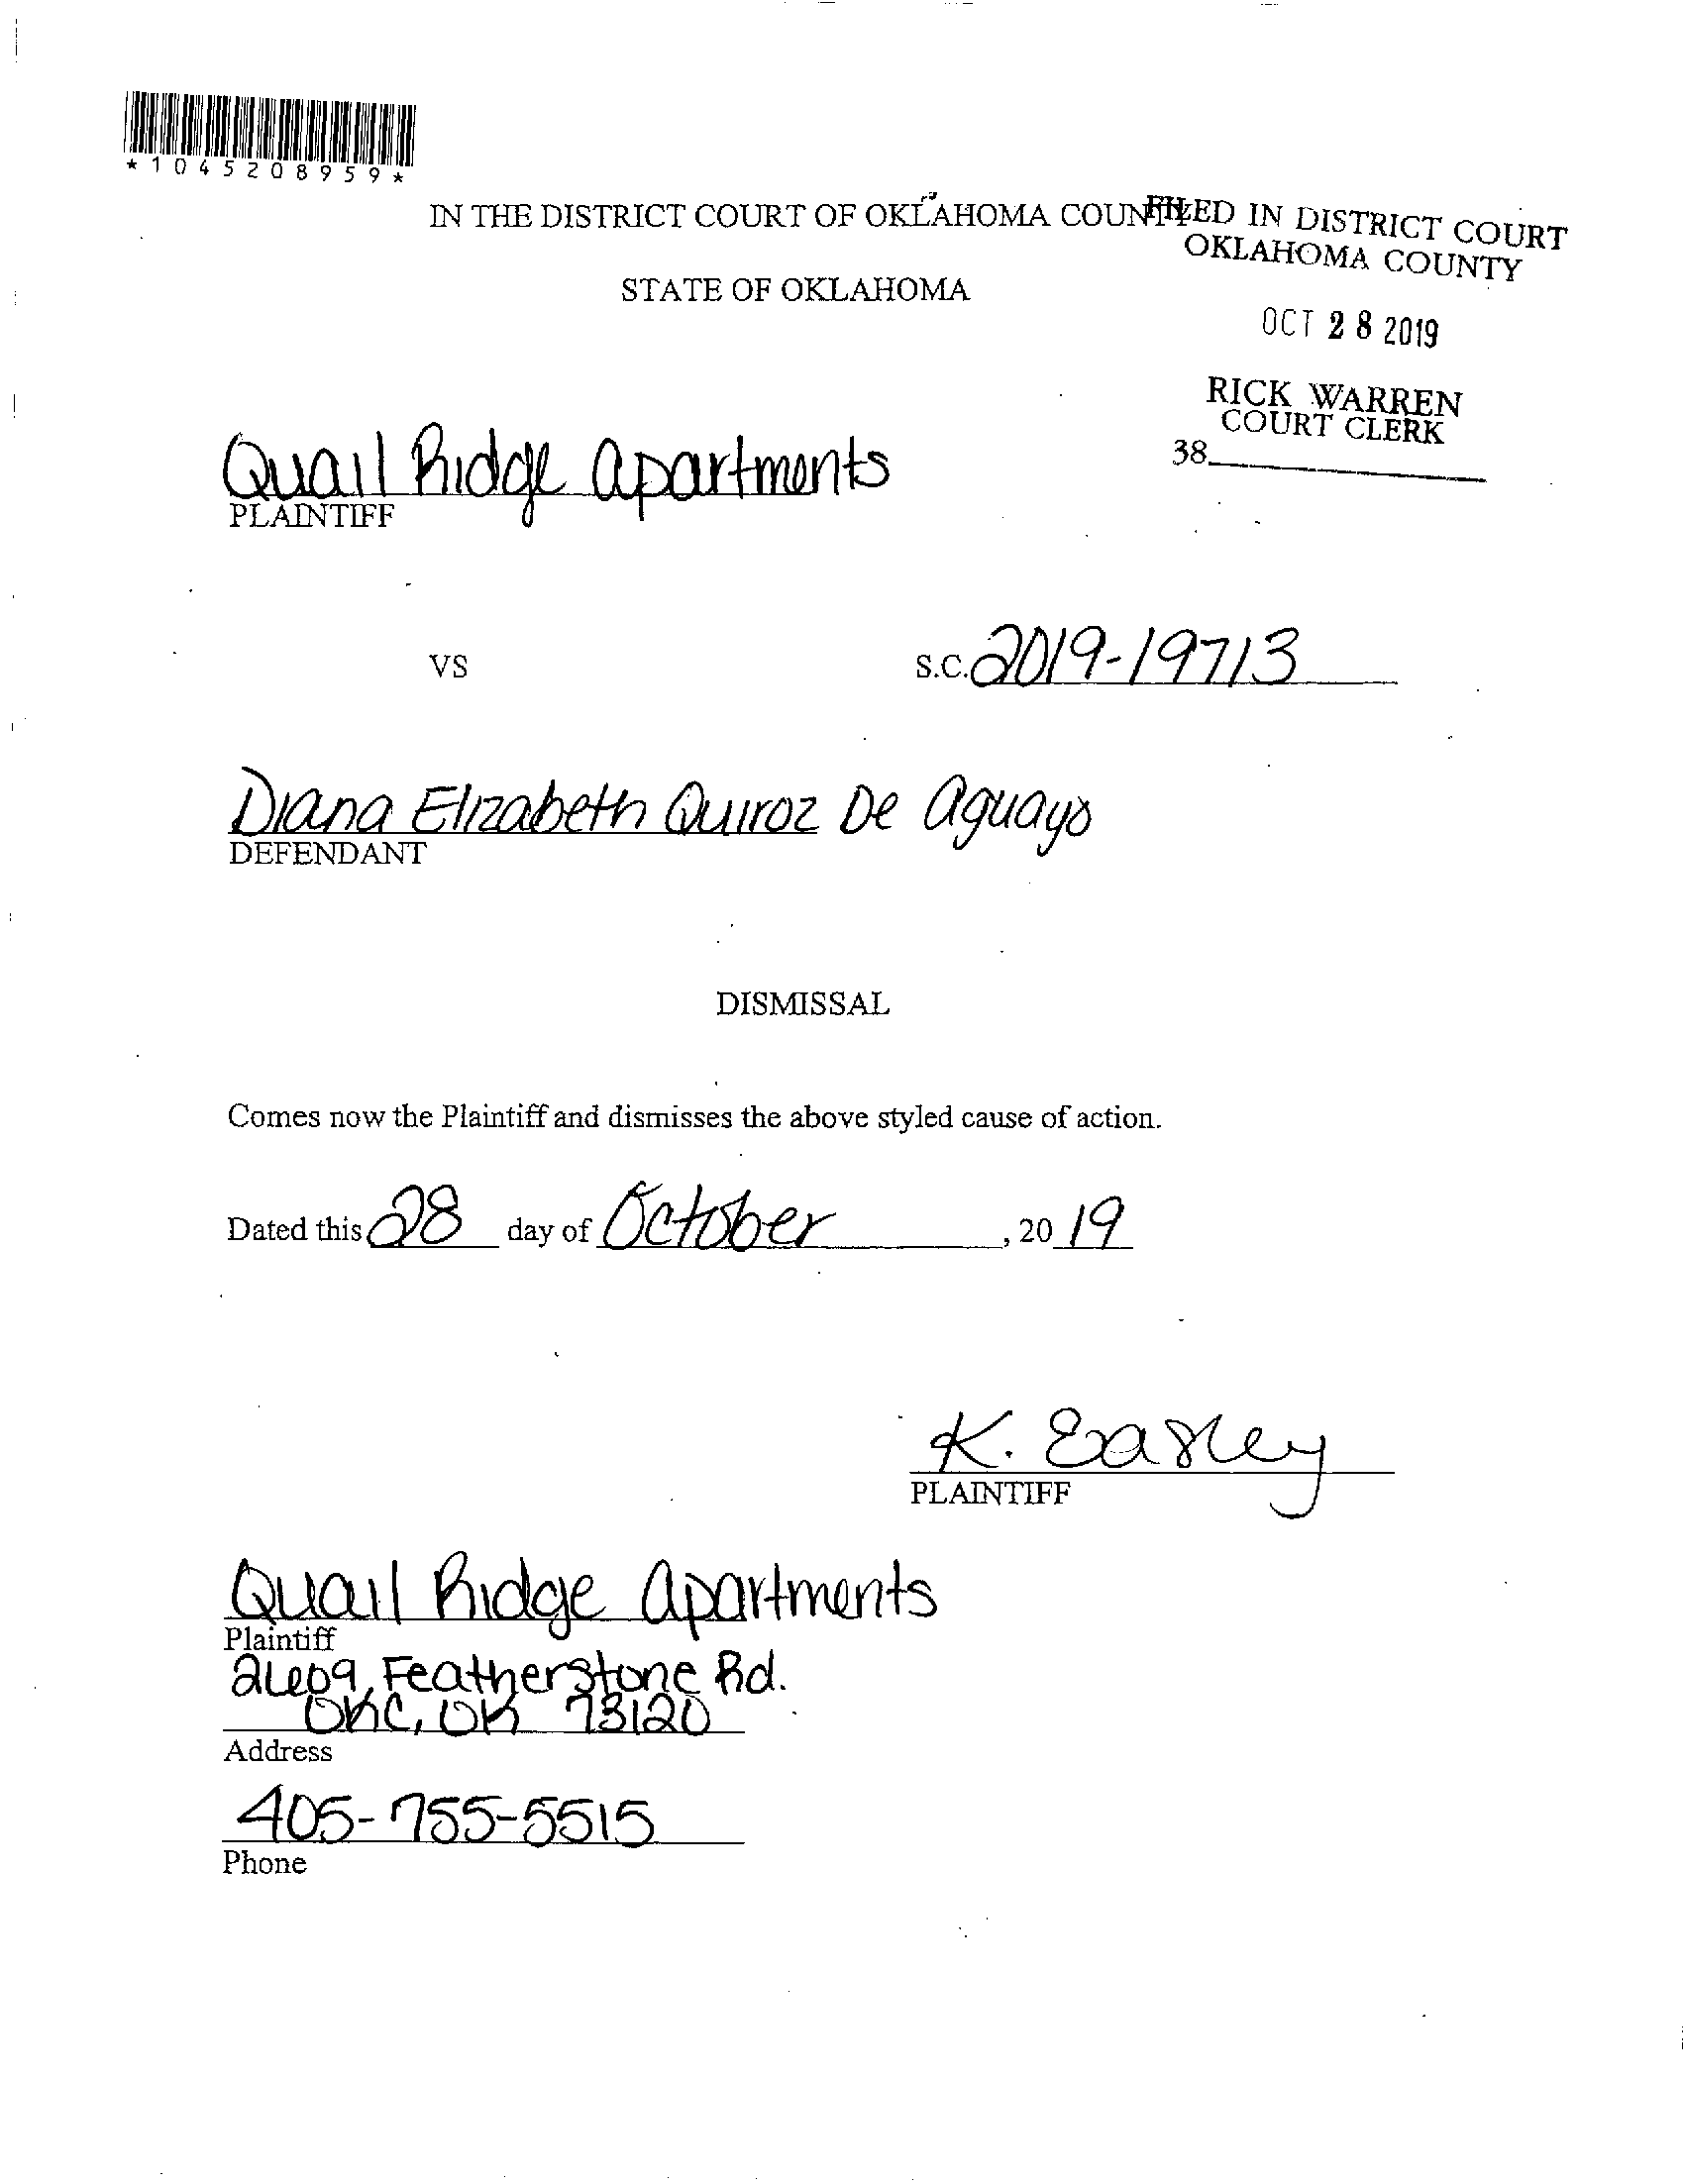 *1045208959*
IN THE DISTRICT COURT OF OKLAHOMA COUNTY
FILED IN DISTRICT COURT
OKLAHOMA COUNTY
STATE OF OKLAHOMA
OCT 28 2019
RICK WARREN
COURT CLERK
38
Quail Ridge Apartments
PLAINTIFF
VS
S.C. 2019-19713
Diana Elizabeth Quiroz De Aguayo
DEFENDANT
DISMISSAL
Comes now the Plaintiff and dismisses the above styled cause of action.
Dated this 28 day of October, 20 19
K. Easley
PLAINTIFF
Quail Ridge Apartments
Plaintiff
2609 Featherstone Rd.
OKC, OK 73120
Address
405-755-5515
Phone